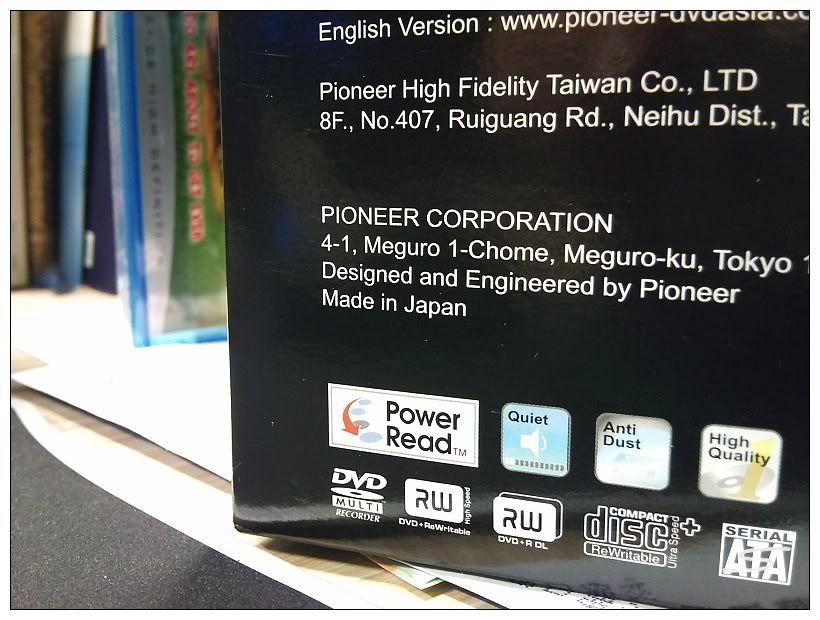 English Version : www.pioneer-dvdasia.co
Pioneer High Fidelity Taiwan Co., LTD
8F., No.407, Ruiguang Rd., Neihu Dist., Ta
PIONEER CORPORATION
4-1, Meguro 1-Chome, Meguro-ku, Tokyo 1
Designed and Engineered by Pioneer
Made in Japan
Power
Read™
Quiet
Anti
Dust
High
Quality
DVD
MULTI
RECORDER
RW
DVD+ReWritable
High Speed
RW
DVD+R DL
COMPACT
disc
ReWritable
Ultra Speed
+
SERIAL
ATA